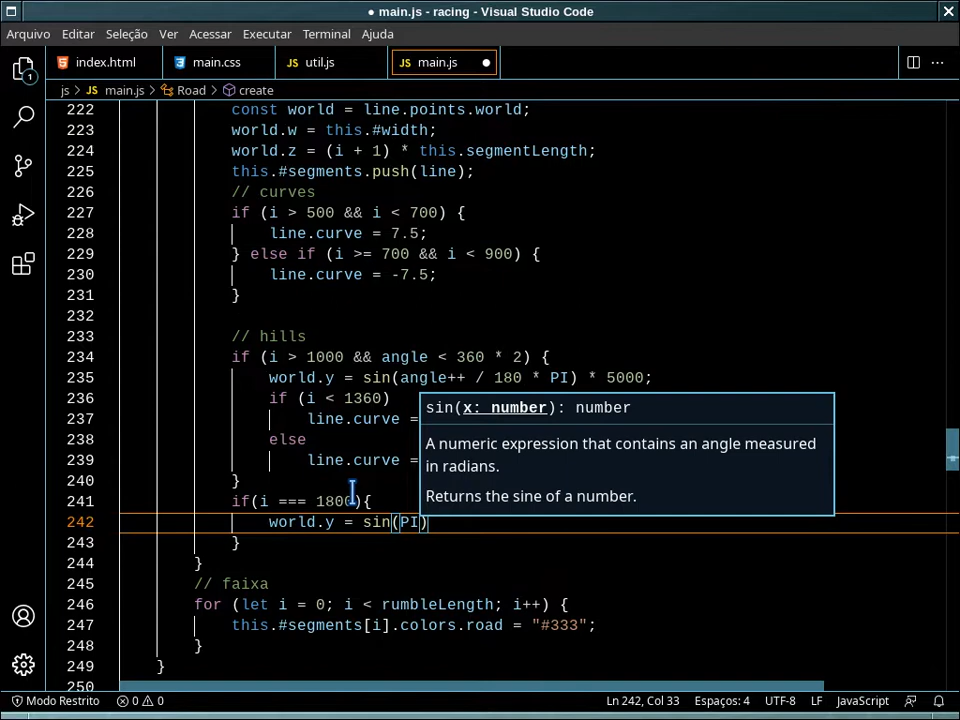 ● main.js - racing - Visual Studio Code
Arquivo Editar Seleção Ver Acessar Executar Terminal Ajuda
index.html main.css util.js main.js ●
js > main.js > Road > create
222 const world = line.points.world;
223 world.w = this.#width;
224 world.z = (i + 1) * this.segmentLength;
225 this.#segments.push(line);
226 // curves
227 if (i > 500 && i < 700) {
228 line.curve = 7.5;
229 } else if (i >= 700 && i < 900) {
230 line.curve = -7.5;
231 }
232
233 // hills
234 if (i > 1000 && angle < 360 * 2) {
235 world.y = sin(angle++ / 180 * PI) * 5000;
236 if (i < 1360)
237 line.curve =
238 else
239 line.curve =
240 }
241 if(i === 1800){
242 world.y = sin(PI)
243 }
244 }
245 // faixa
246 for (let i = 0; i < rumbleLength; i++) {
247 this.#segments[i].colors.road = "#333";
248 }
249 }
250
sin(x: number): number
A numeric expression that contains an angle measured
in radians.
Returns the sine of a number.
1
Modo Restrito 0 0 Ln 242, Col 33 Espaços: 4 UTF-8 LF JavaScript